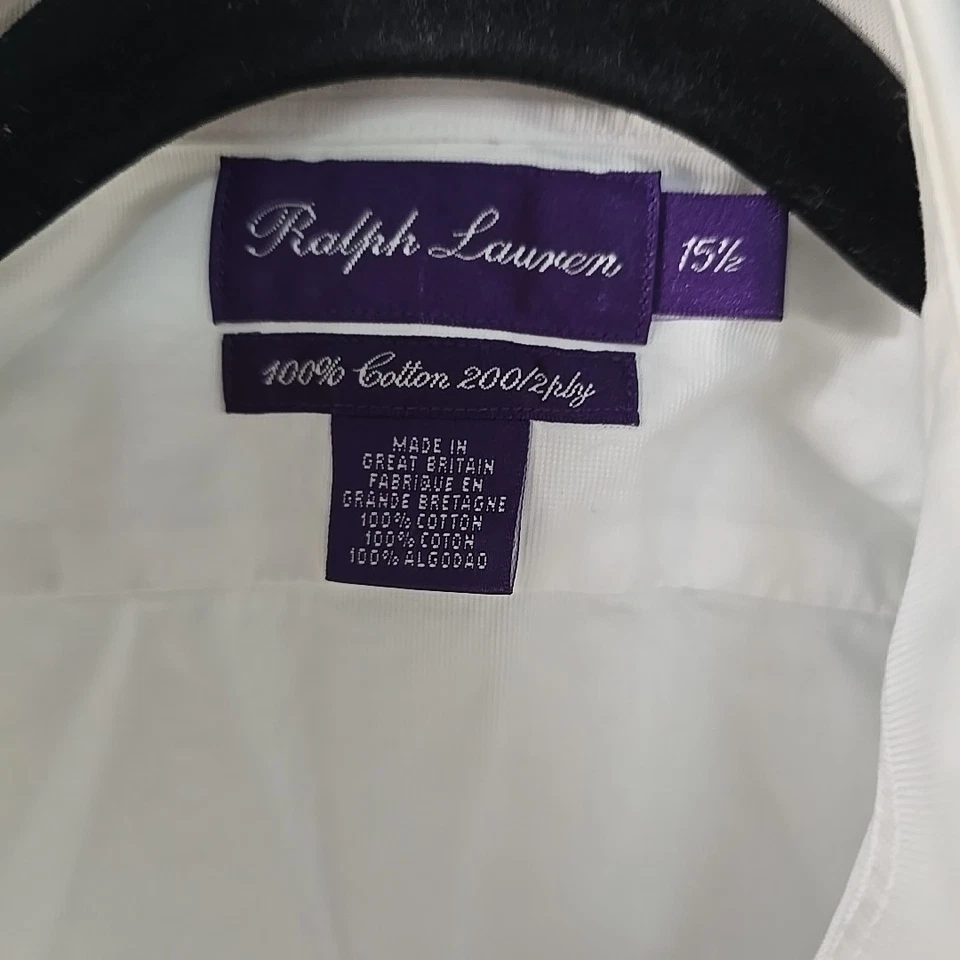 Ralph Lauren
15½
100% Cotton 200/2ply
MADE IN
GREAT BRITAIN
FABRIQUE EN
GRANDE BRETAGNE
100% COTTON
100% COTON
100% ALGODAO